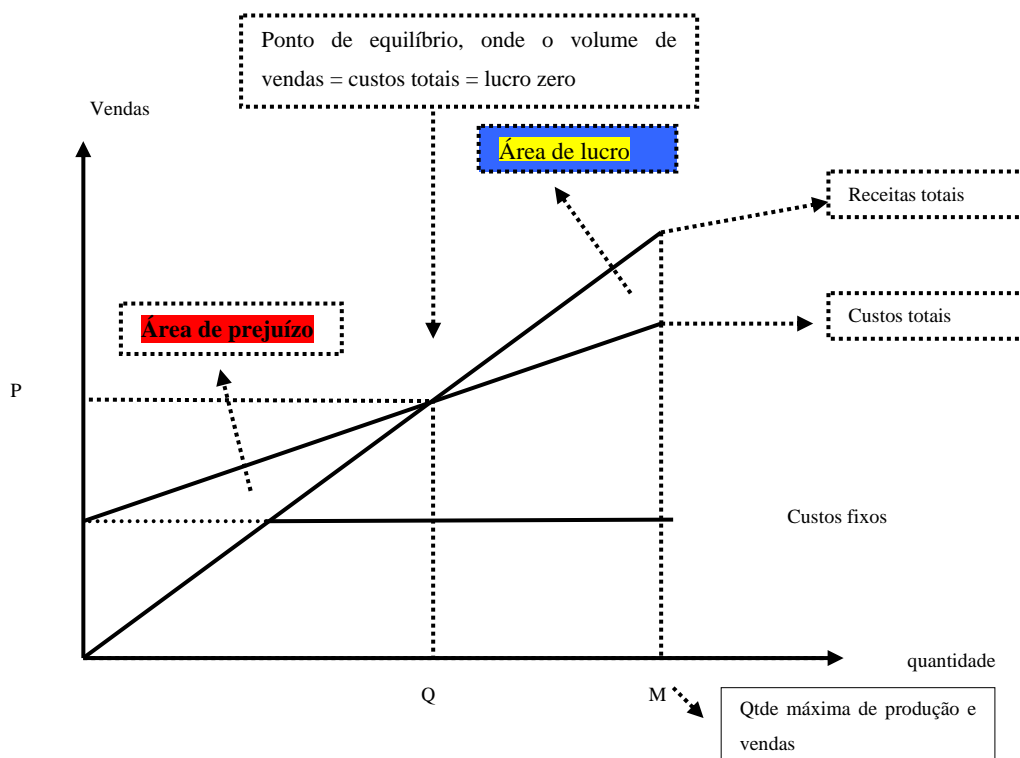 Ponto de equilíbrio, onde o volume de
vendas = custos totais = lucro zero
Vendas
Área de lucro
Receitas totais
Custos totais
Área de prejuízo
P
Custos fixos
quantidade
Q
M
Qtde máxima de produção e
vendas